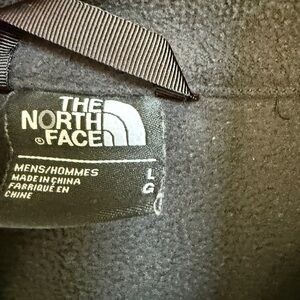 THE
NORTH
FACE
MENS/HOMMES
MADE IN CHINA
FABRIQUÉ EN
CHINE
L
G